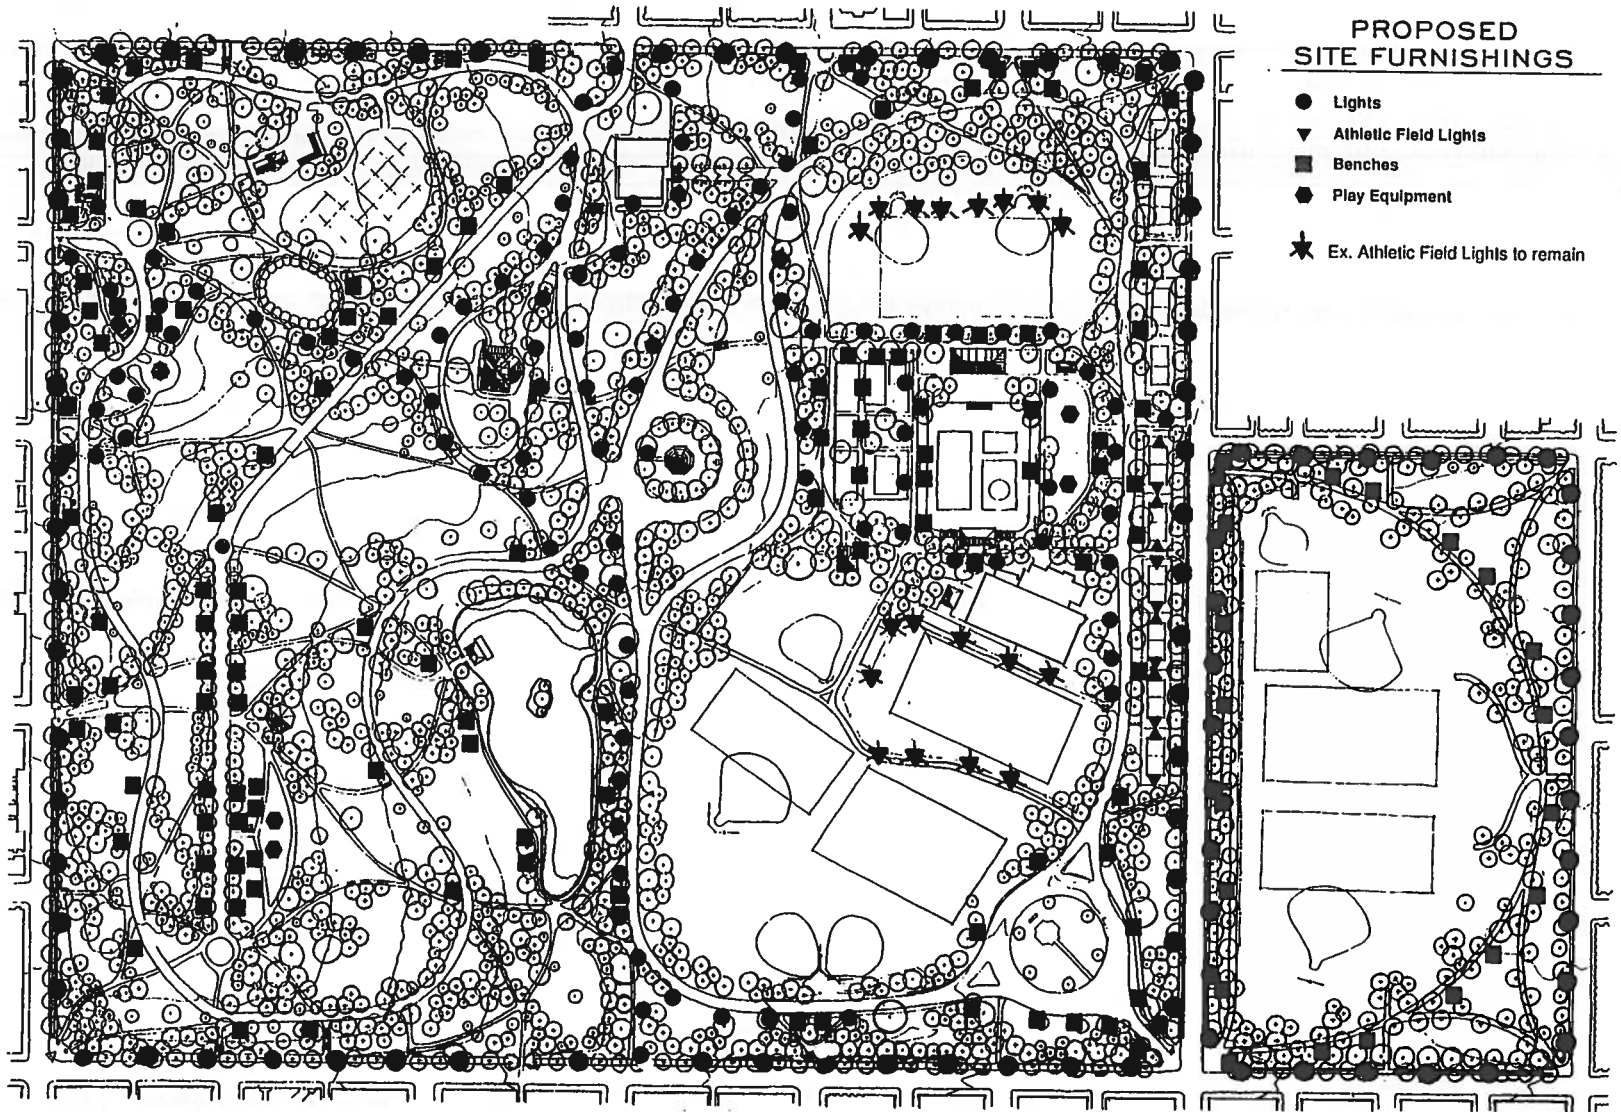 PROPOSED
SITE FURNISHINGS
Lights
Athletic Field Lights
Benches
Play Equipment
Ex. Athletic Field Lights to remain